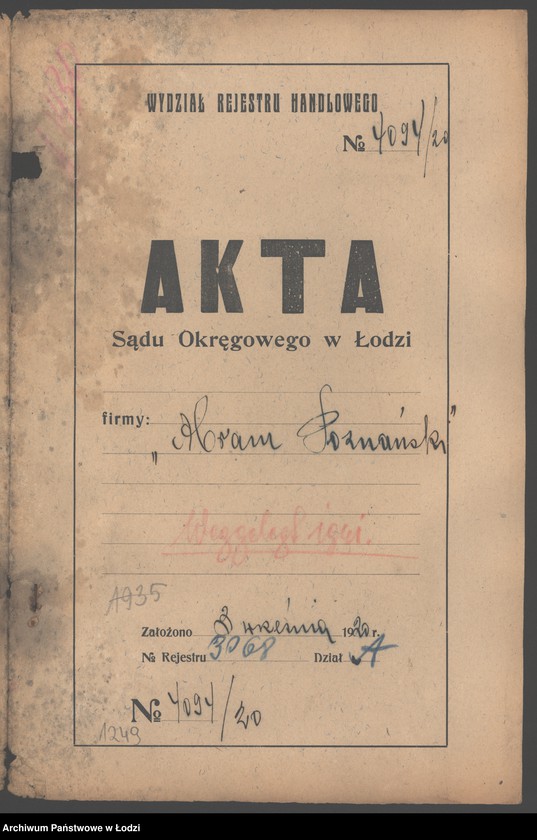 WYDZIAŁ REJESTRU HANDLOWEGO
№ 4094/20
AKTA
Sądu Okręgowego w Łodzi
firmy:
„Abram Poznański”
A935
Założono 3 września 1920 r.
№ Rejestru 3068 Dział A
№ 4094/20
1249
Archiwum Państwowe w Łodzi